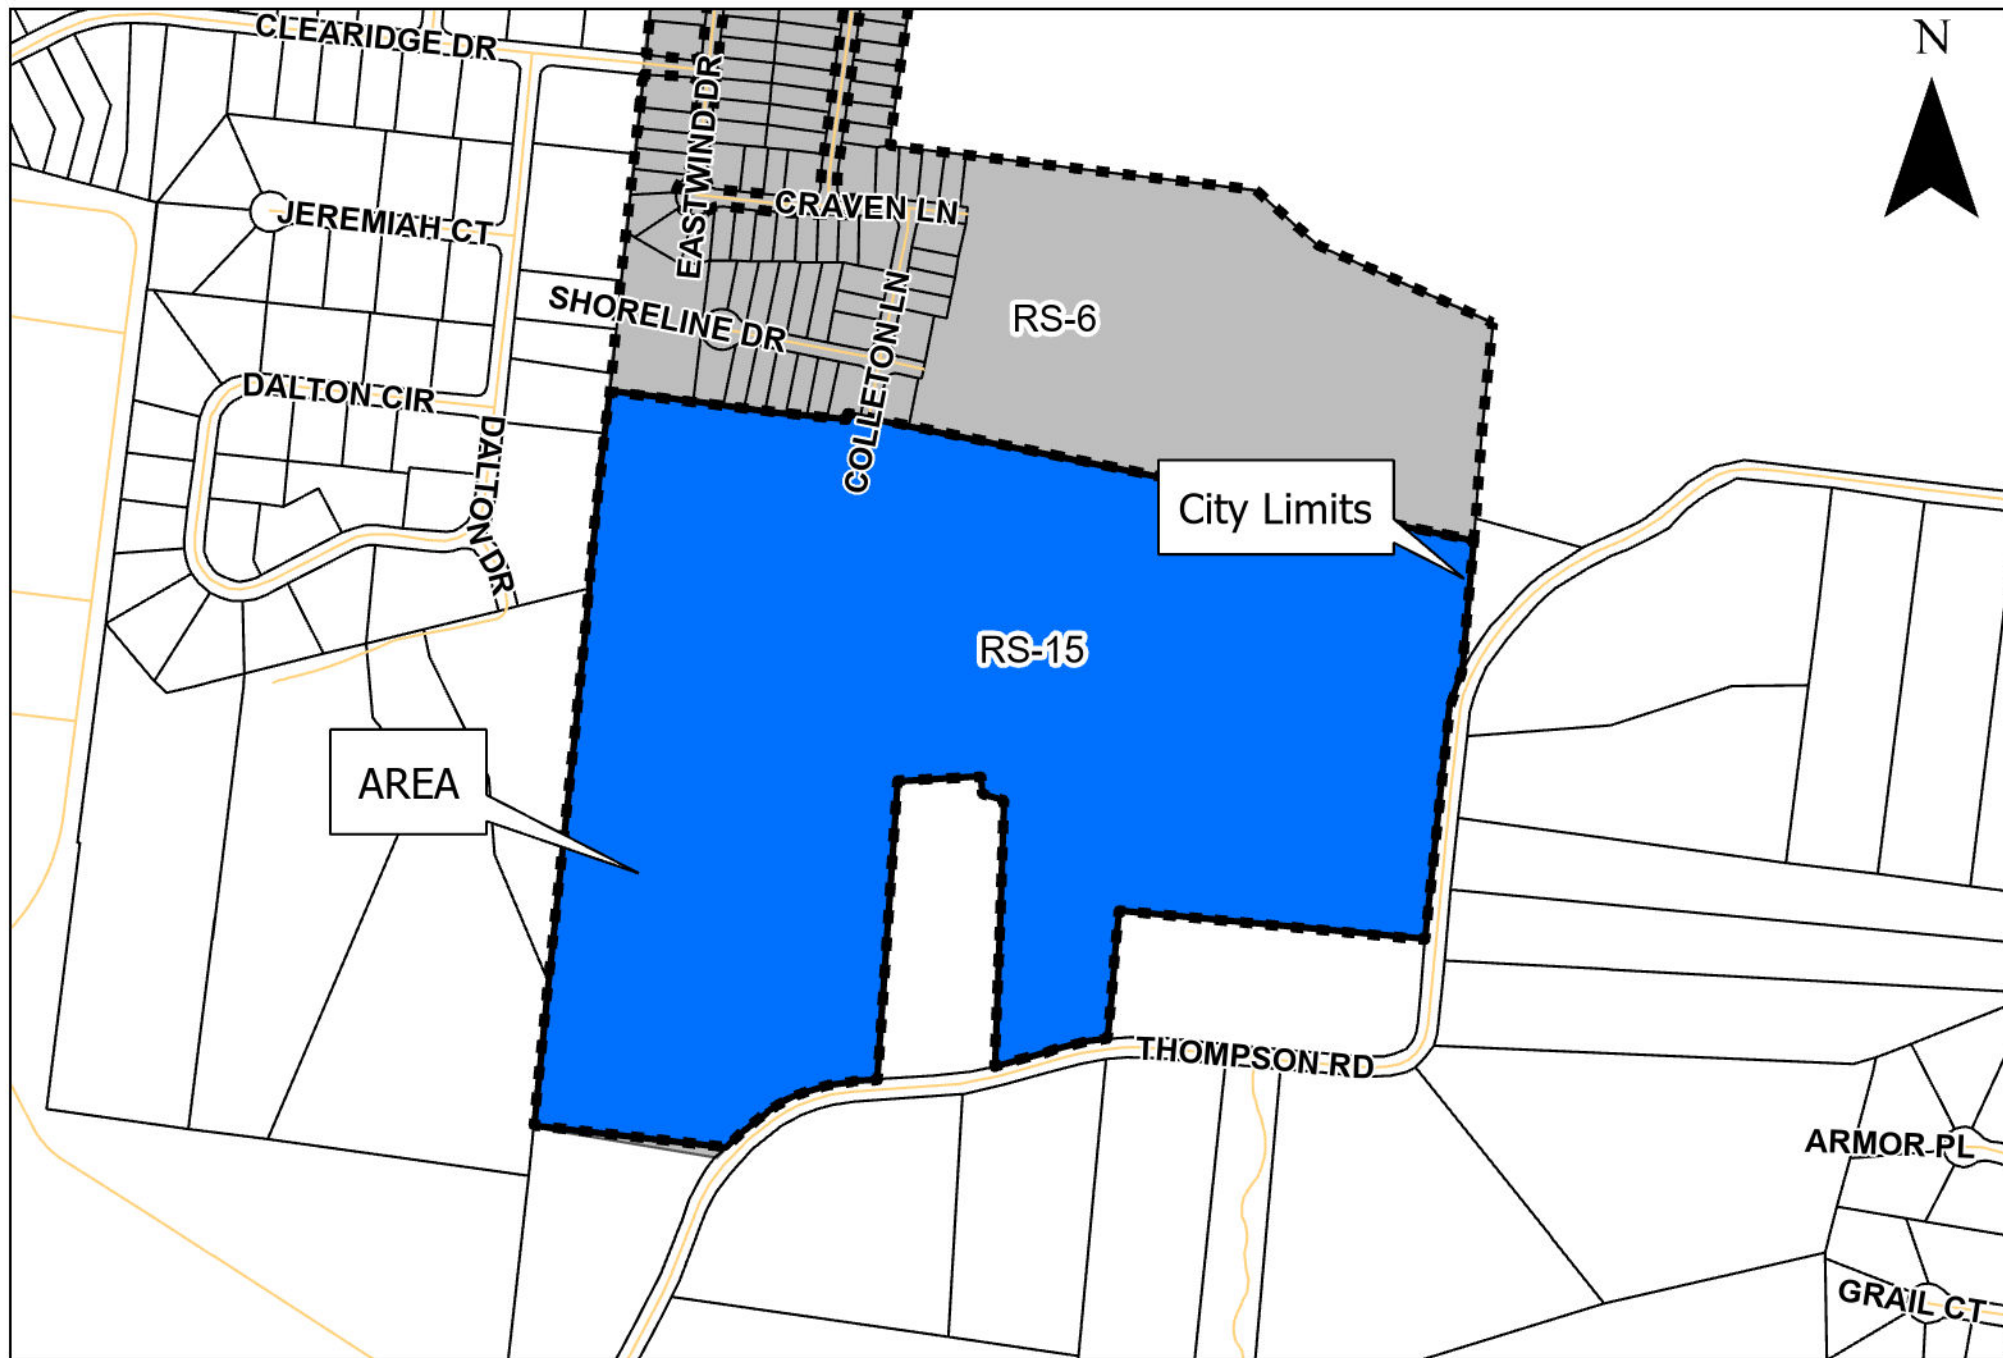 CLEARIDGE DR
N
EASTWIND DR
JEREMIAH CT
CRAVEN LN
SHORELINE DR
COLLETON LN
RS-6
DALTON CIR
DALTON DR
City Limits
RS-15
AREA
THOMPSON RD
ARMOR PL
GRAIL CT